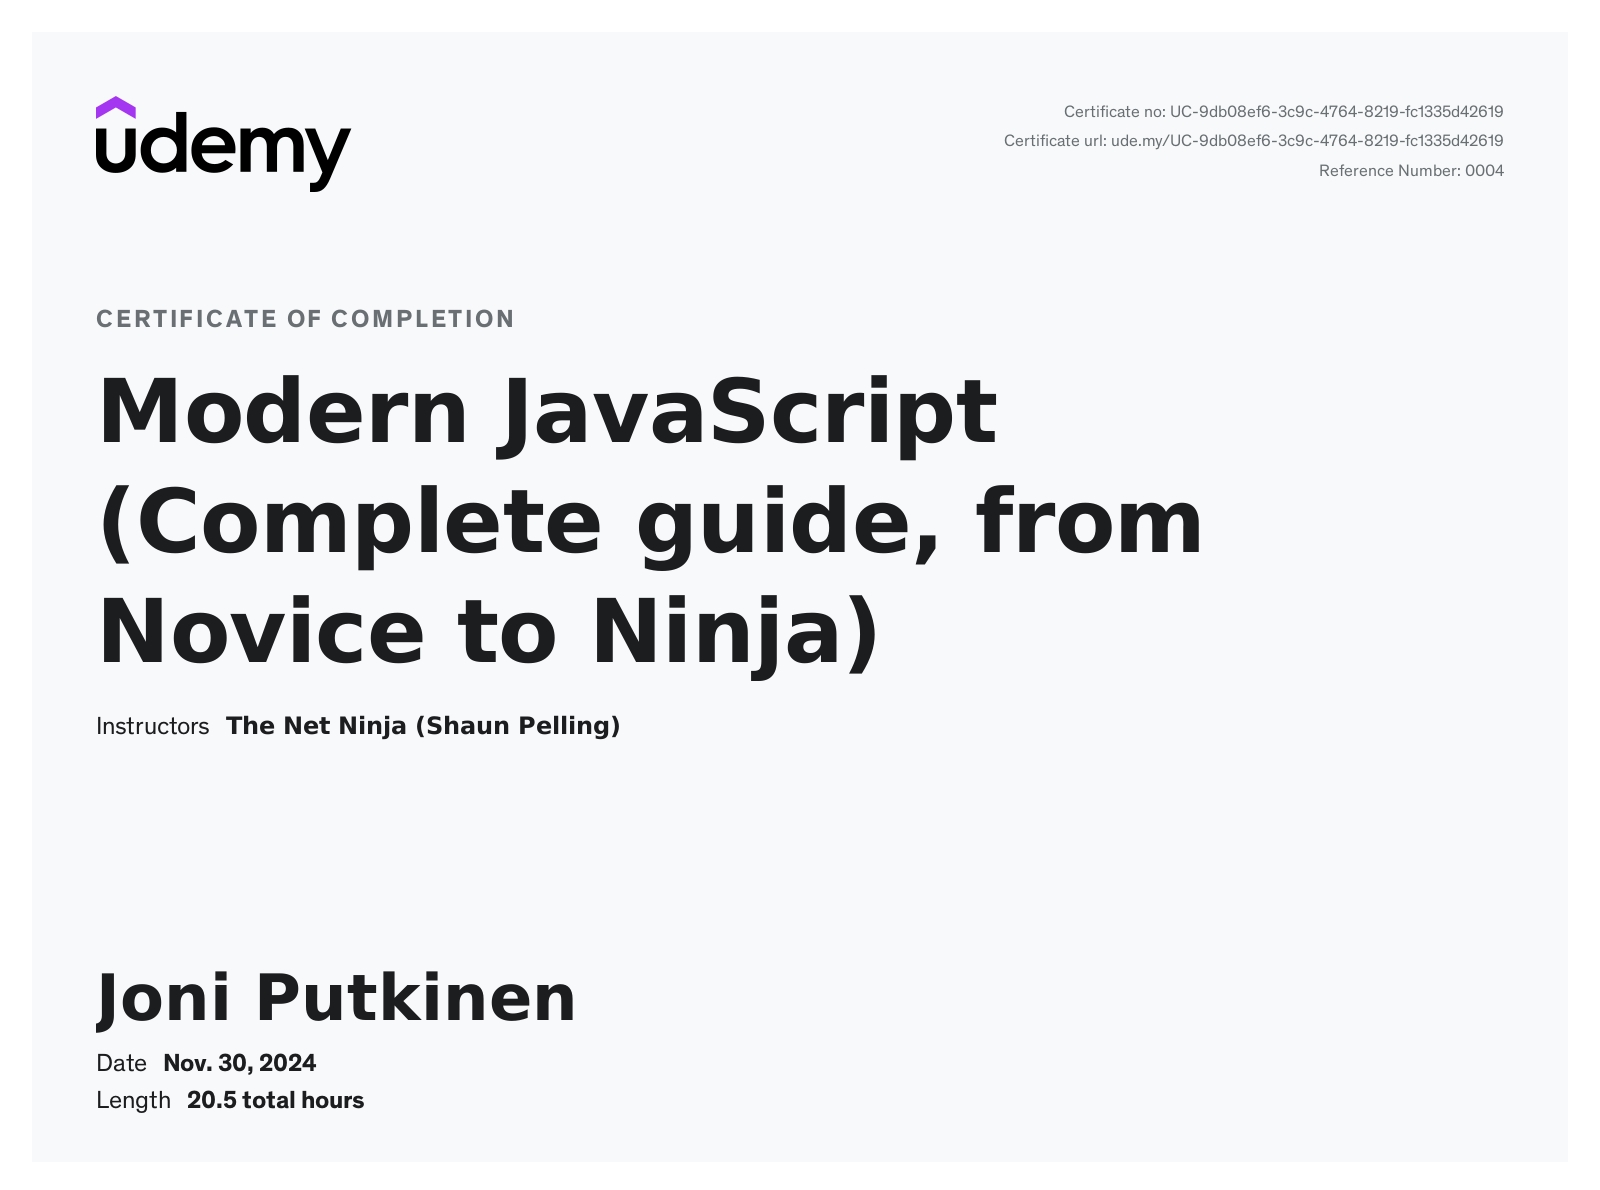 udemy
Certificate no: UC-9db08ef6-3c9c-4764-8219-fc1335d42619
Certificate url: ude.my/UC-9db08ef6-3c9c-4764-8219-fc1335d42619
Reference Number: 0004
CERTIFICATE OF COMPLETION
Modern JavaScript
(Complete guide, from
Novice to Ninja)
Instructors The Net Ninja (Shaun Pelling)
Joni Putkinen
Date Nov. 30, 2024
Length 20.5 total hours